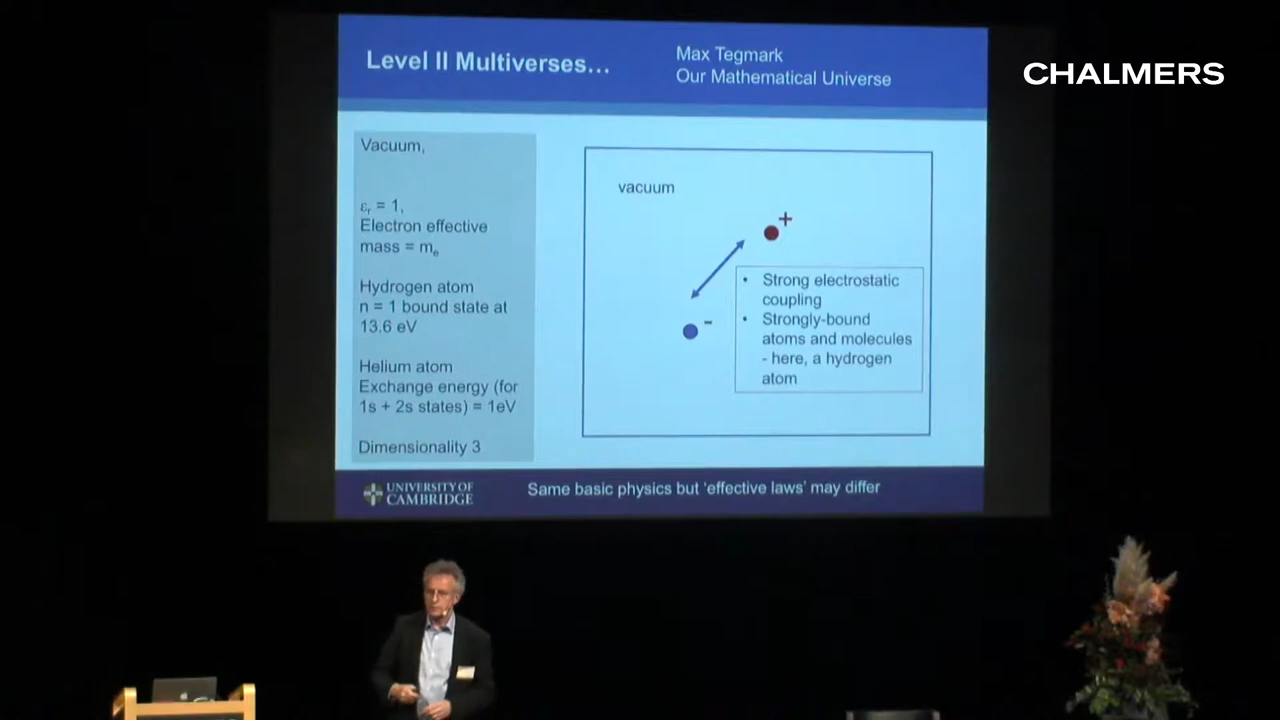 Level II Multiverses...
Max Tegmark
Our Mathematical Universe
CHALMERS
Vacuum,
εr = 1,
Electron effective
mass = me
Hydrogen atom
n = 1 bound state at
13.6 eV
Helium atom
Exchange energy (for
1s + 2s states) = 1eV
Dimensionality 3
vacuum
+
-
• Strong electrostatic
coupling
• Strongly-bound
atoms and molecules
- here, a hydrogen
atom
UNIVERSITY OF
CAMBRIDGE
Same basic physics but 'effective laws' may differ